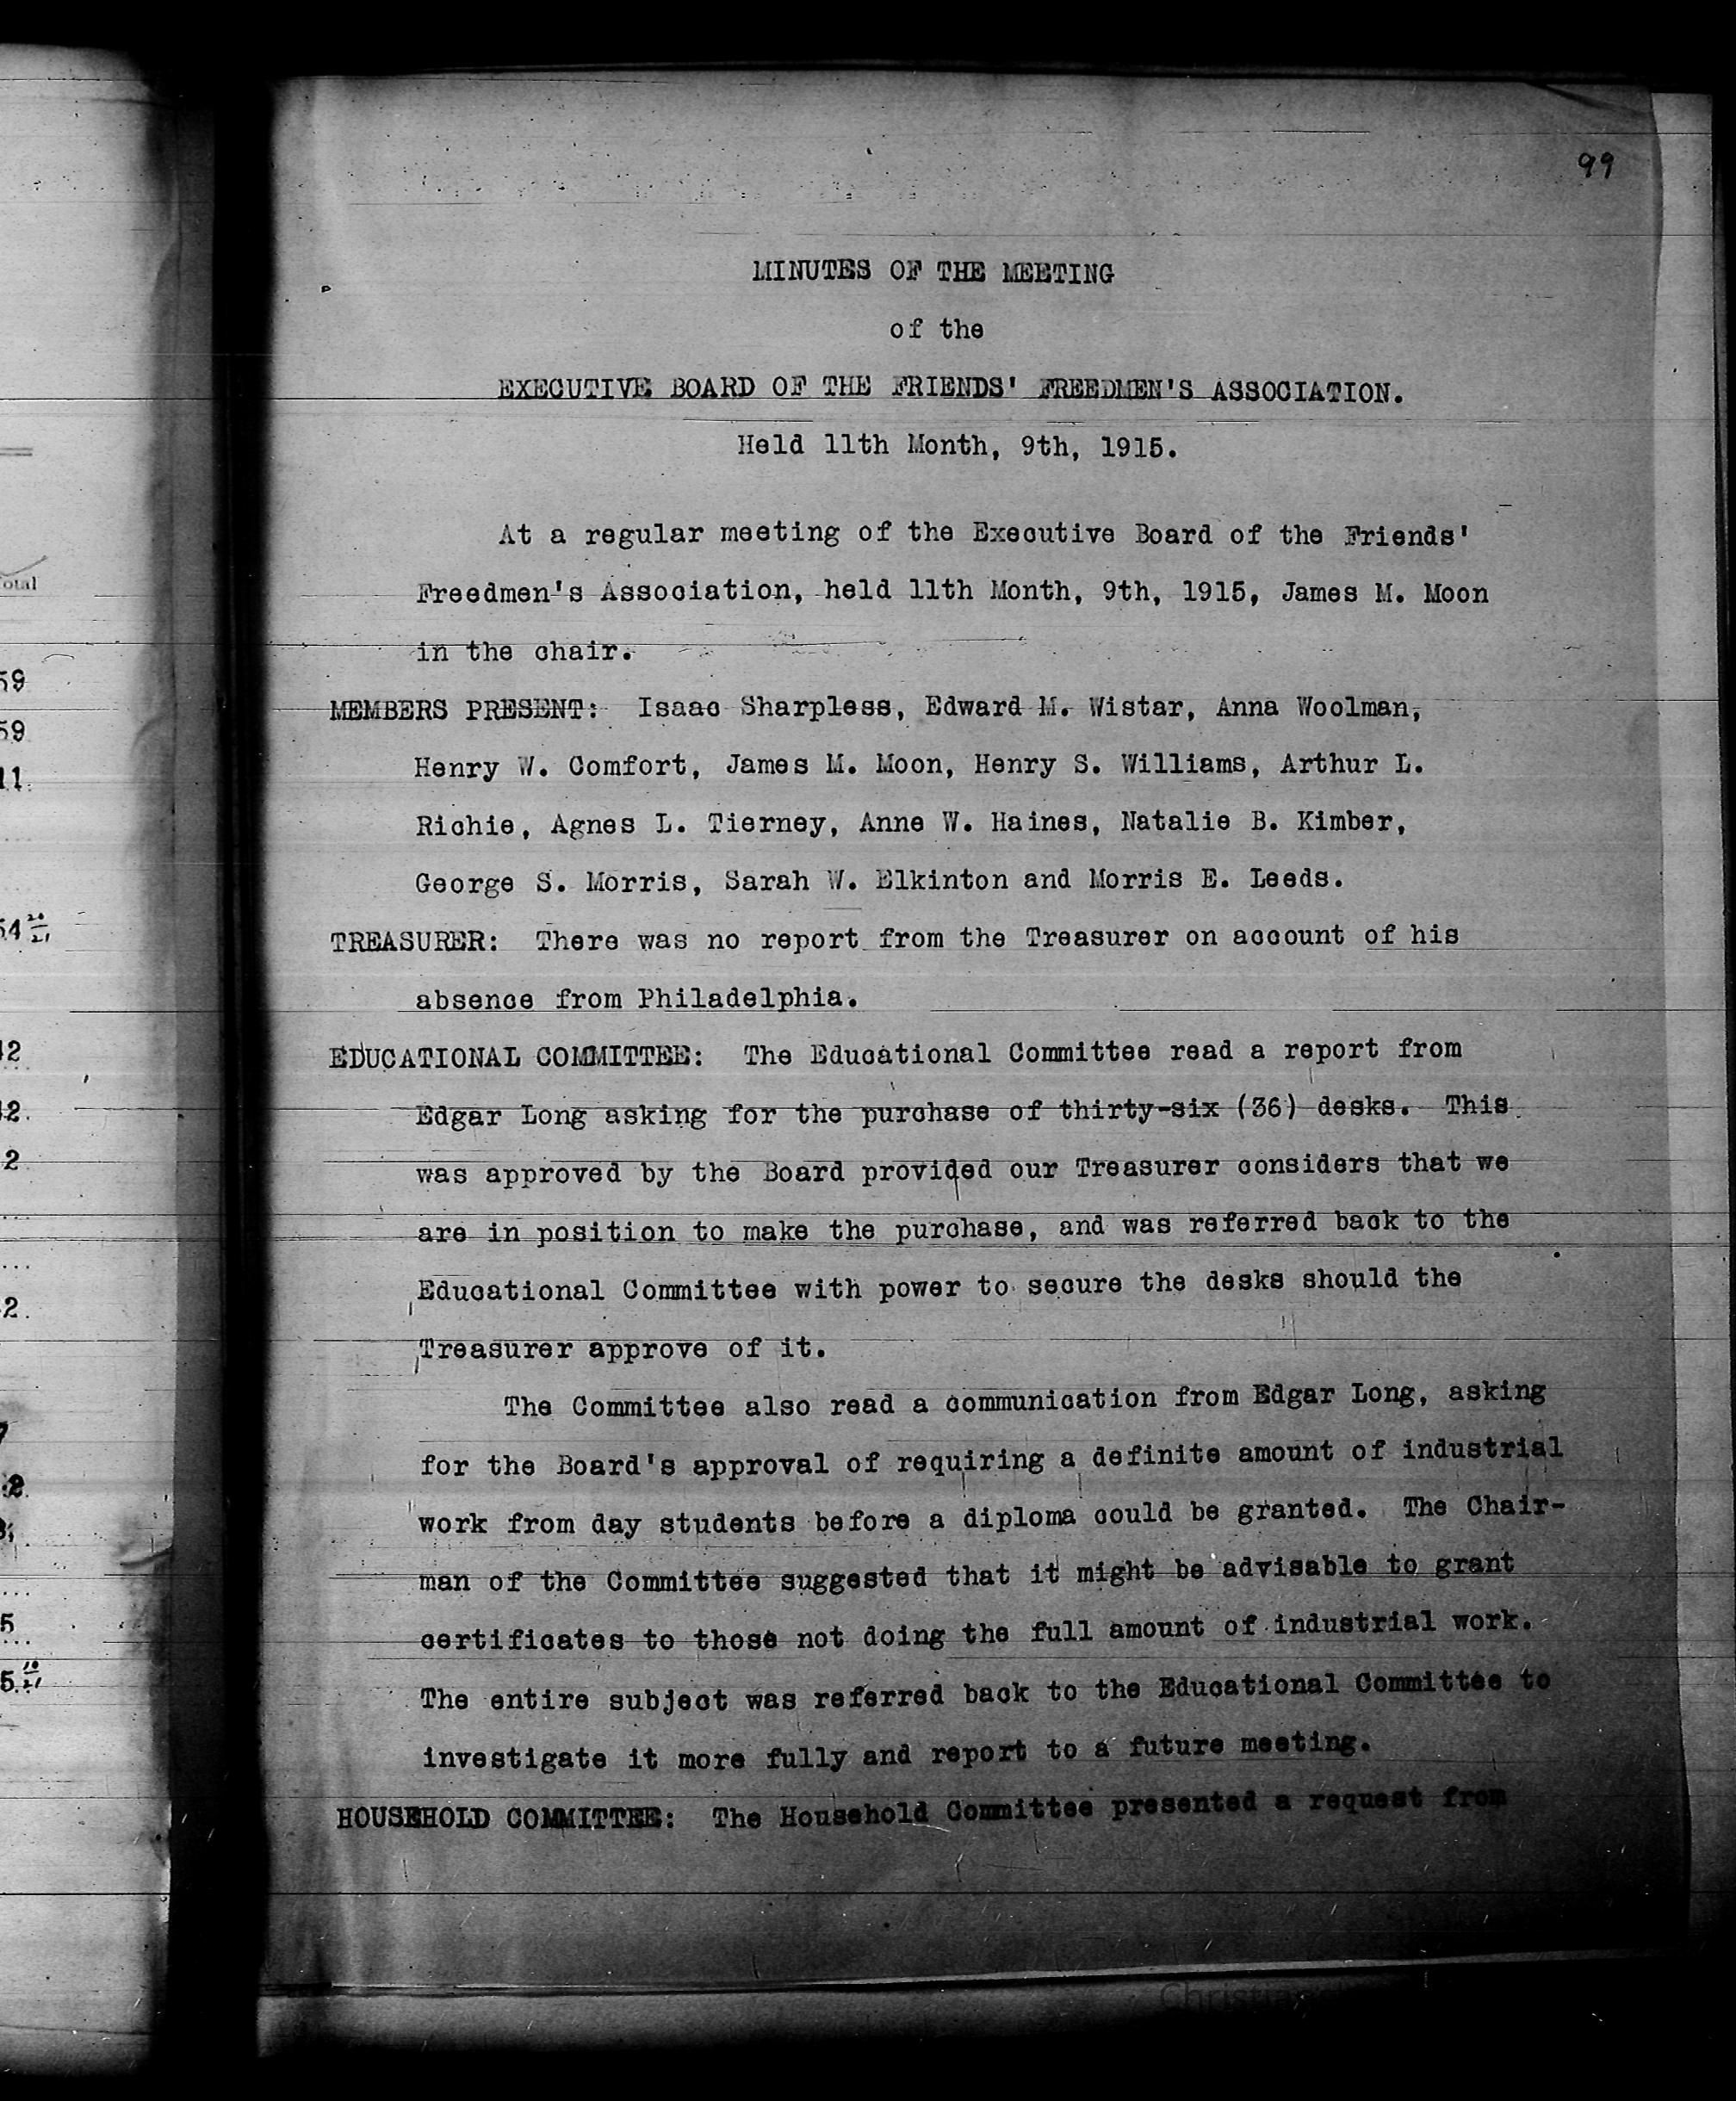 99
MINUTES OF THE MEETING
of the
EXECUTIVE BOARD OF THE FRIENDS' FREEDMEN'S ASSOCIATION.
Held 11th Month, 9th, 1915.
At a regular meeting of the Executive Board of the Friends'
Freedmen's Association, held 11th Month, 9th, 1915, James M. Moon
in the chair.
MEMBERS PRESENT: Isaac Sharpless, Edward M. Wistar, Anna Woolman,
Henry W. Comfort, James M. Moon, Henry S. Williams, Arthur L.
Richie, Agnes L. Tierney, Anne W. Haines, Natalie B. Kimber,
George S. Morris, Sarah W. Elkinton and Morris E. Leeds.
TREASURER: There was no report from the Treasurer on account of his
absence from Philadelphia.
EDUCATIONAL COMMITTEE: The Educational Committee read a report from
Edgar Long asking for the purchase of thirty-six (36) desks. This
was approved by the Board provided our Treasurer considers that we
are in position to make the purchase, and was referred back to the
Educational Committee with power to secure the desks should the
Treasurer approve of it.
The Committee also read a communication from Edgar Long, asking
for the Board's approval of requiring a definite amount of industrial
work from day students before a diploma could be granted. The Chair-
man of the Committee suggested that it might be advisable to grant
certificates to those not doing the full amount of industrial work.
The entire subject was referred back to the Educational Committee to
investigate it more fully and report to a future meeting.
HOUSEHOLD COMMITTEE: The Household Committee presented a request from